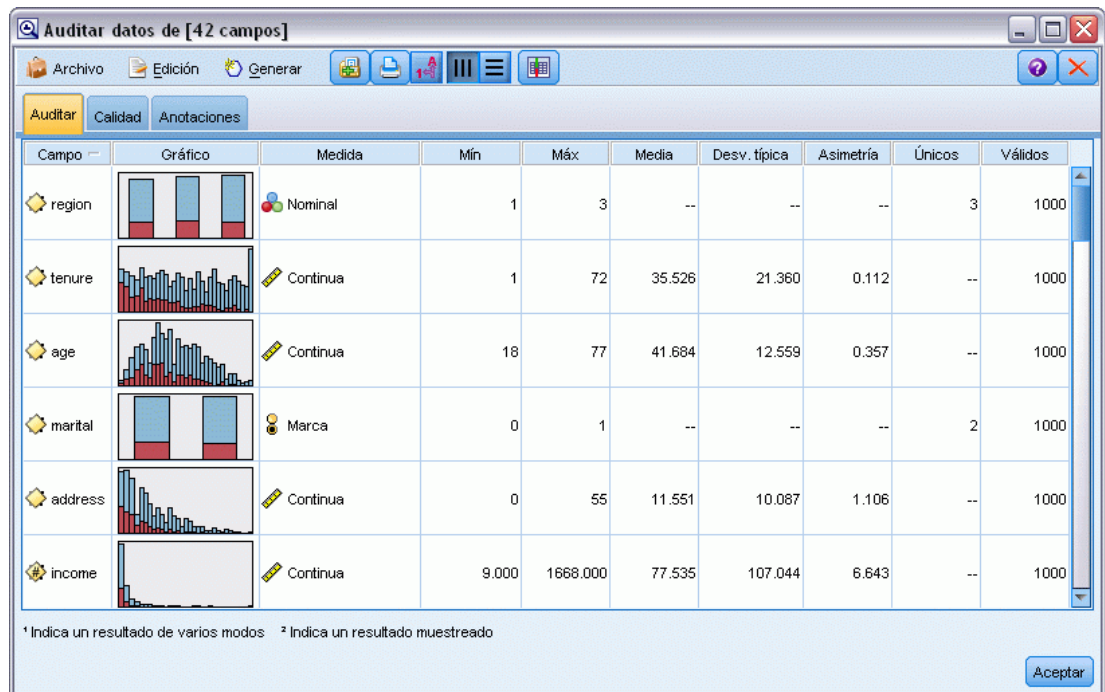 Auditar datos de [42 campos]
Archivo Edición Generar
Auditar Calidad Anotaciones
Campo Gráfico Medida Mín Máx Media Desv. típica Asimetría Únicos Válidos
region Nominal 1 3 -- -- -- 3 1000
tenure Continua 1 72 35.526 21.360 0.112 -- 1000
age Continua 18 77 41.684 12.559 0.357 -- 1000
marital Marca 0 1 -- -- -- 2 1000
address Continua 0 55 11.551 10.087 1.106 -- 1000
income Continua 9.000 1668.000 77.535 107.044 6.643 -- 1000
¹ Indica un resultado de varios modos ² Indica un resultado muestreado
Aceptar